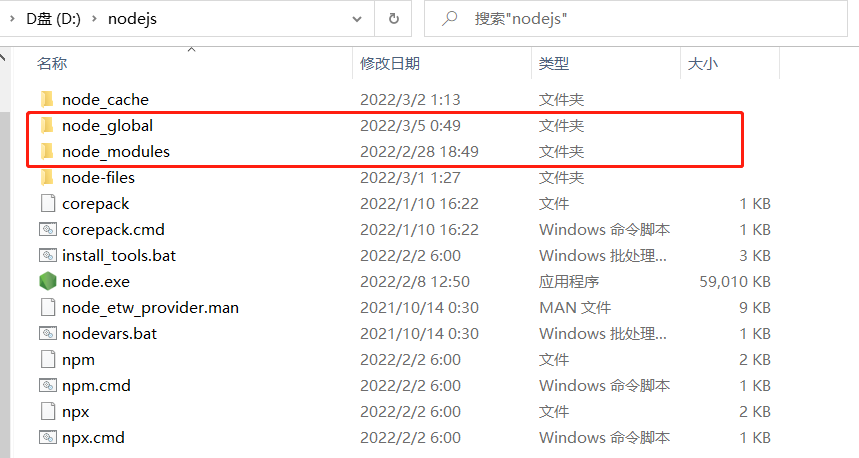 D盘 (D:) nodejs 搜索"nodejs"
名称 修改日期 类型 大小
node_cache 2022/3/2 1:13 文件夹
node_global 2022/3/5 0:49 文件夹
node_modules 2022/2/28 18:49 文件夹
node-files 2022/3/1 1:27 文件夹
corepack 2022/1/10 16:22 文件 1 KB
corepack.cmd 2022/1/10 16:22 Windows 命令脚本 1 KB
install_tools.bat 2022/2/2 6:00 Windows 批处理... 3 KB
node.exe 2022/2/8 12:50 应用程序 59,010 KB
node_etw_provider.man 2021/10/14 0:30 MAN 文件 9 KB
nodevars.bat 2021/10/14 0:30 Windows 批处理... 1 KB
npm 2022/2/2 6:00 文件 2 KB
npm.cmd 2022/2/2 6:00 Windows 命令脚本 1 KB
npx 2022/2/2 6:00 文件 2 KB
npx.cmd 2022/2/2 6:00 Windows 命令脚本 1 KB